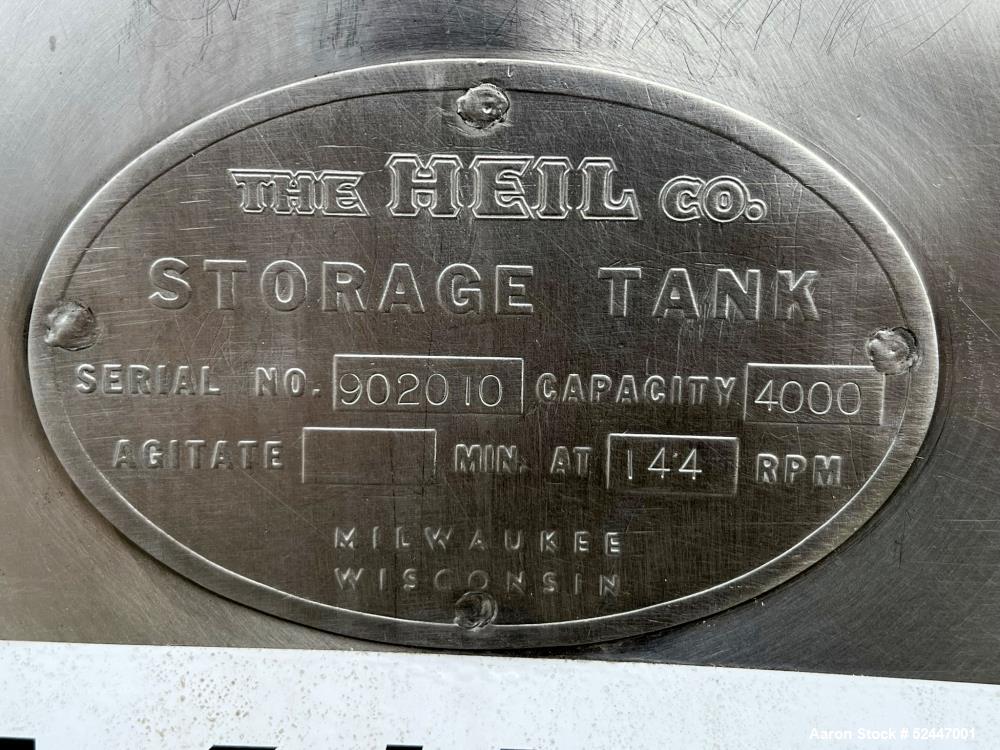 THE HEIL CO.
STORAGE TANK
SERIAL NO. 902010 CAPACITY 4000
AGITATE MIN. AT 144 RPM
MILWAUKEE
WISCONSIN
Aaron Stock # 52447001